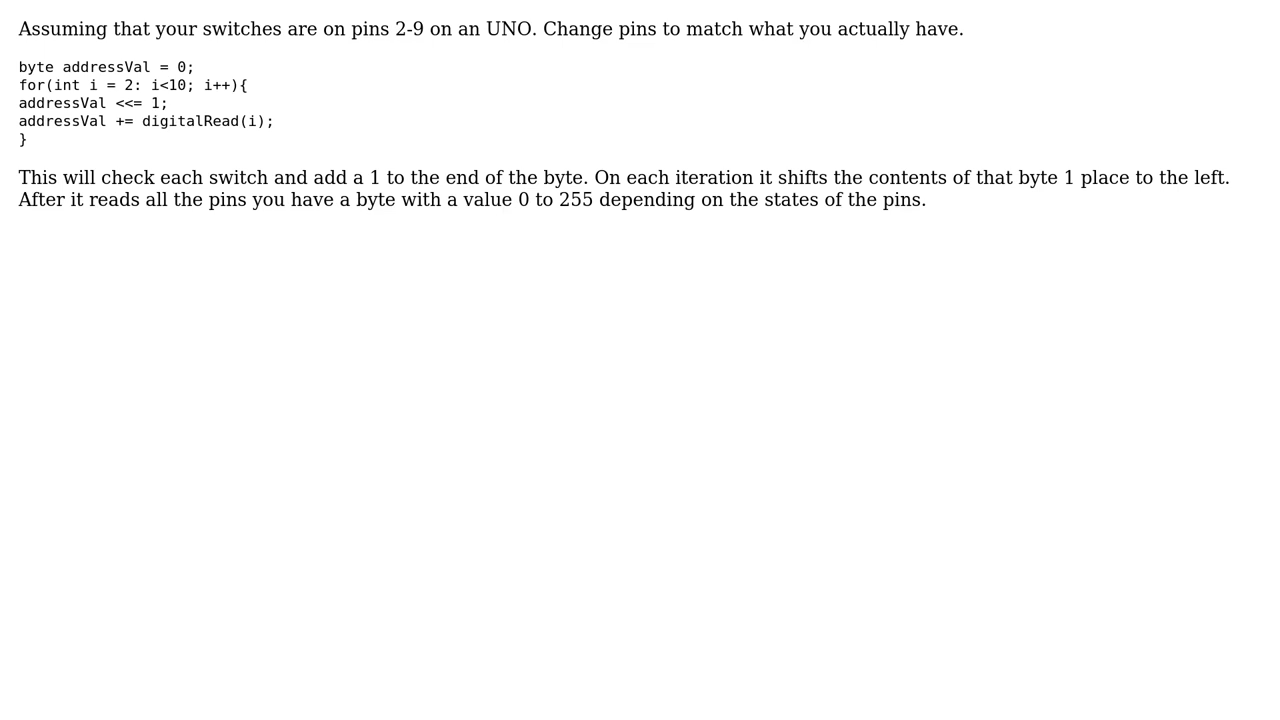 Assuming that your switches are on pins 2-9 on an UNO. Change pins to match what you actually have.
byte addressVal = 0;
for(int i = 2: i<10; i++){
addressVal <<= 1;
addressVal += digitalRead(i);
}
This will check each switch and add a 1 to the end of the byte. On each iteration it shifts the contents of that byte 1 place to the left.
After it reads all the pins you have a byte with a value 0 to 255 depending on the states of the pins.